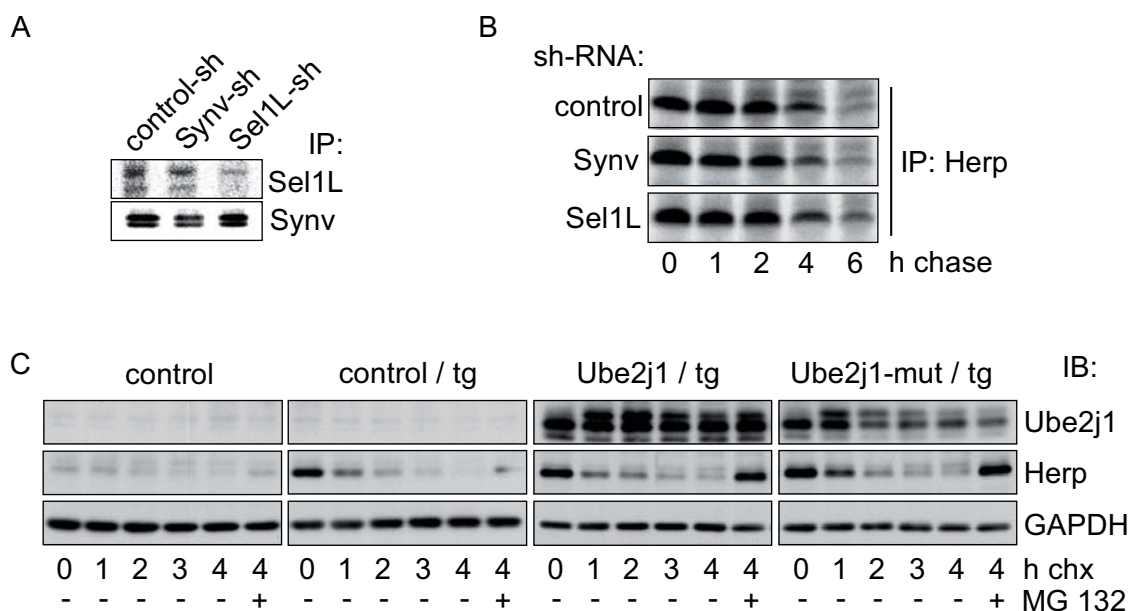 A
control-sh
Synv-sh
Sel1L-sh
IP:
Sel1L
Synv
B
sh-RNA:
control
Synv
Sel1L
IP: Herp
0 1 2 4 6 h chase
C
control
control / tg
Ube2j1 / tg
Ube2j1-mut / tg
IB:
Ube2j1
Herp
GAPDH
0 1 2 3 4 4 0 1 2 3 4 4 0 1 2 3 4 4 0 1 2 3 4 4 h chx
- - - - - + - - - - - + - - - - - + - - - - - + MG 132